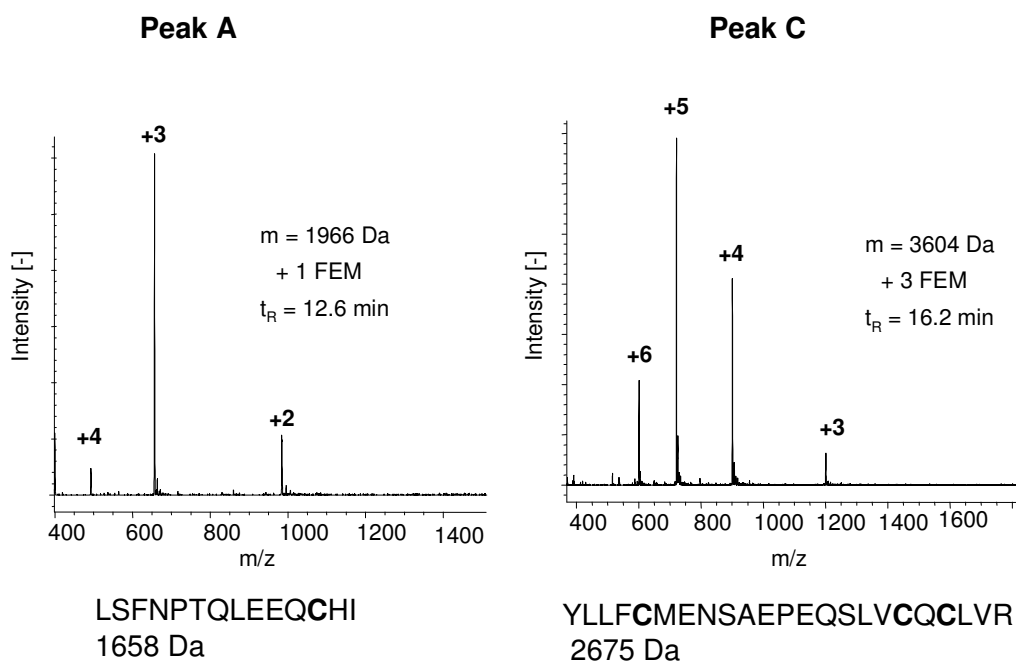 Peak A
+3
m = 1966 Da
+ 1 FEM
tR = 12.6 min
+4
+2
Intensity [-]
400 600 800 1000 1200 1400
m/z
LSFNPTQLEEQCHI
1658 Da
Peak C
+5
+4
m = 3604 Da
+ 3 FEM
tR = 16.2 min
+6
+3
Intensity [-]
400 600 800 1000 1200 1400 1600
m/z
YLLFCMENSAEPEQSLVCQCLVR
2675 Da